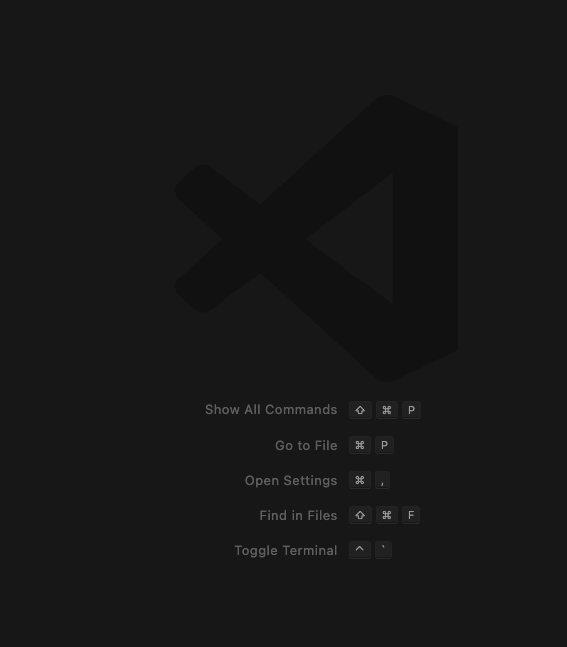 Show All Commands ⇧ ⌘ P
Go to File ⌘ P
Open Settings ⌘ ,
Find in Files ⇧ ⌘ F
Toggle Terminal ^ `